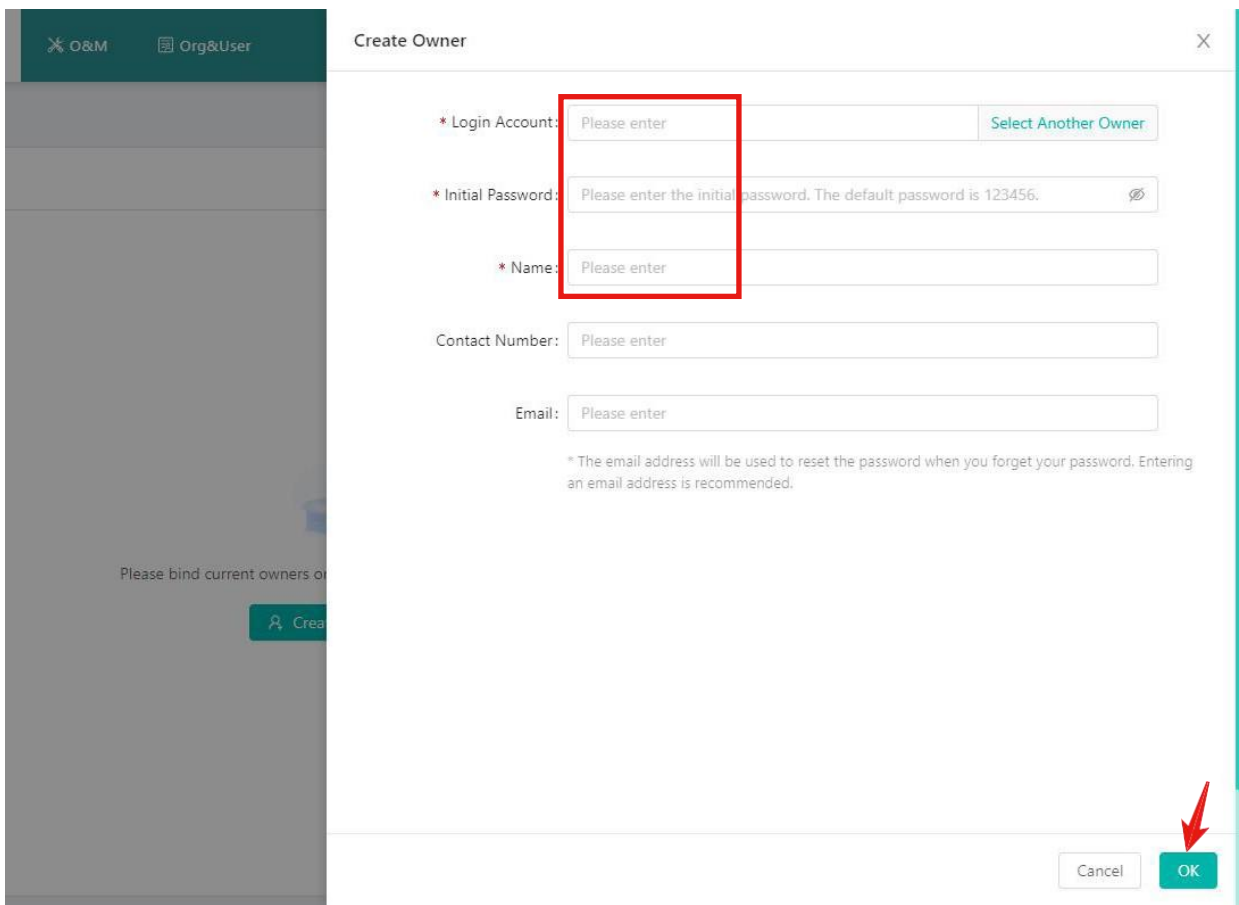 O&M
Org&User
Create Owner
* Login Account: Please enter Select Another Owner
* Initial Password: Please enter the initial password. The default password is 123456.
* Name: Please enter
Contact Number: Please enter
Email: Please enter
* The email address will be used to reset the password when you forget your password. Entering
an email address is recommended.
Please bind current owners
Cancel OK